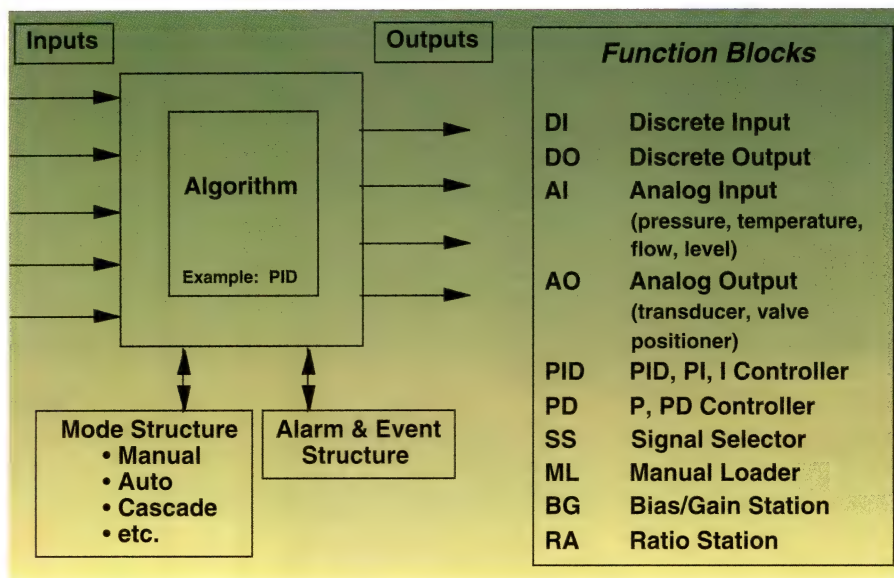 Inputs
Outputs
Algorithm
Example: PID
Mode Structure
• Manual
• Auto
• Cascade
• etc.
Alarm & Event
Structure
Function Blocks
DI Discrete Input
DO Discrete Output
AI Analog Input
(pressure, temperature,
flow, level)
AO Analog Output
(transducer, valve
positioner)
PID PID, PI, I Controller
PD P, PD Controller
SS Signal Selector
ML Manual Loader
BG Bias/Gain Station
RA Ratio Station